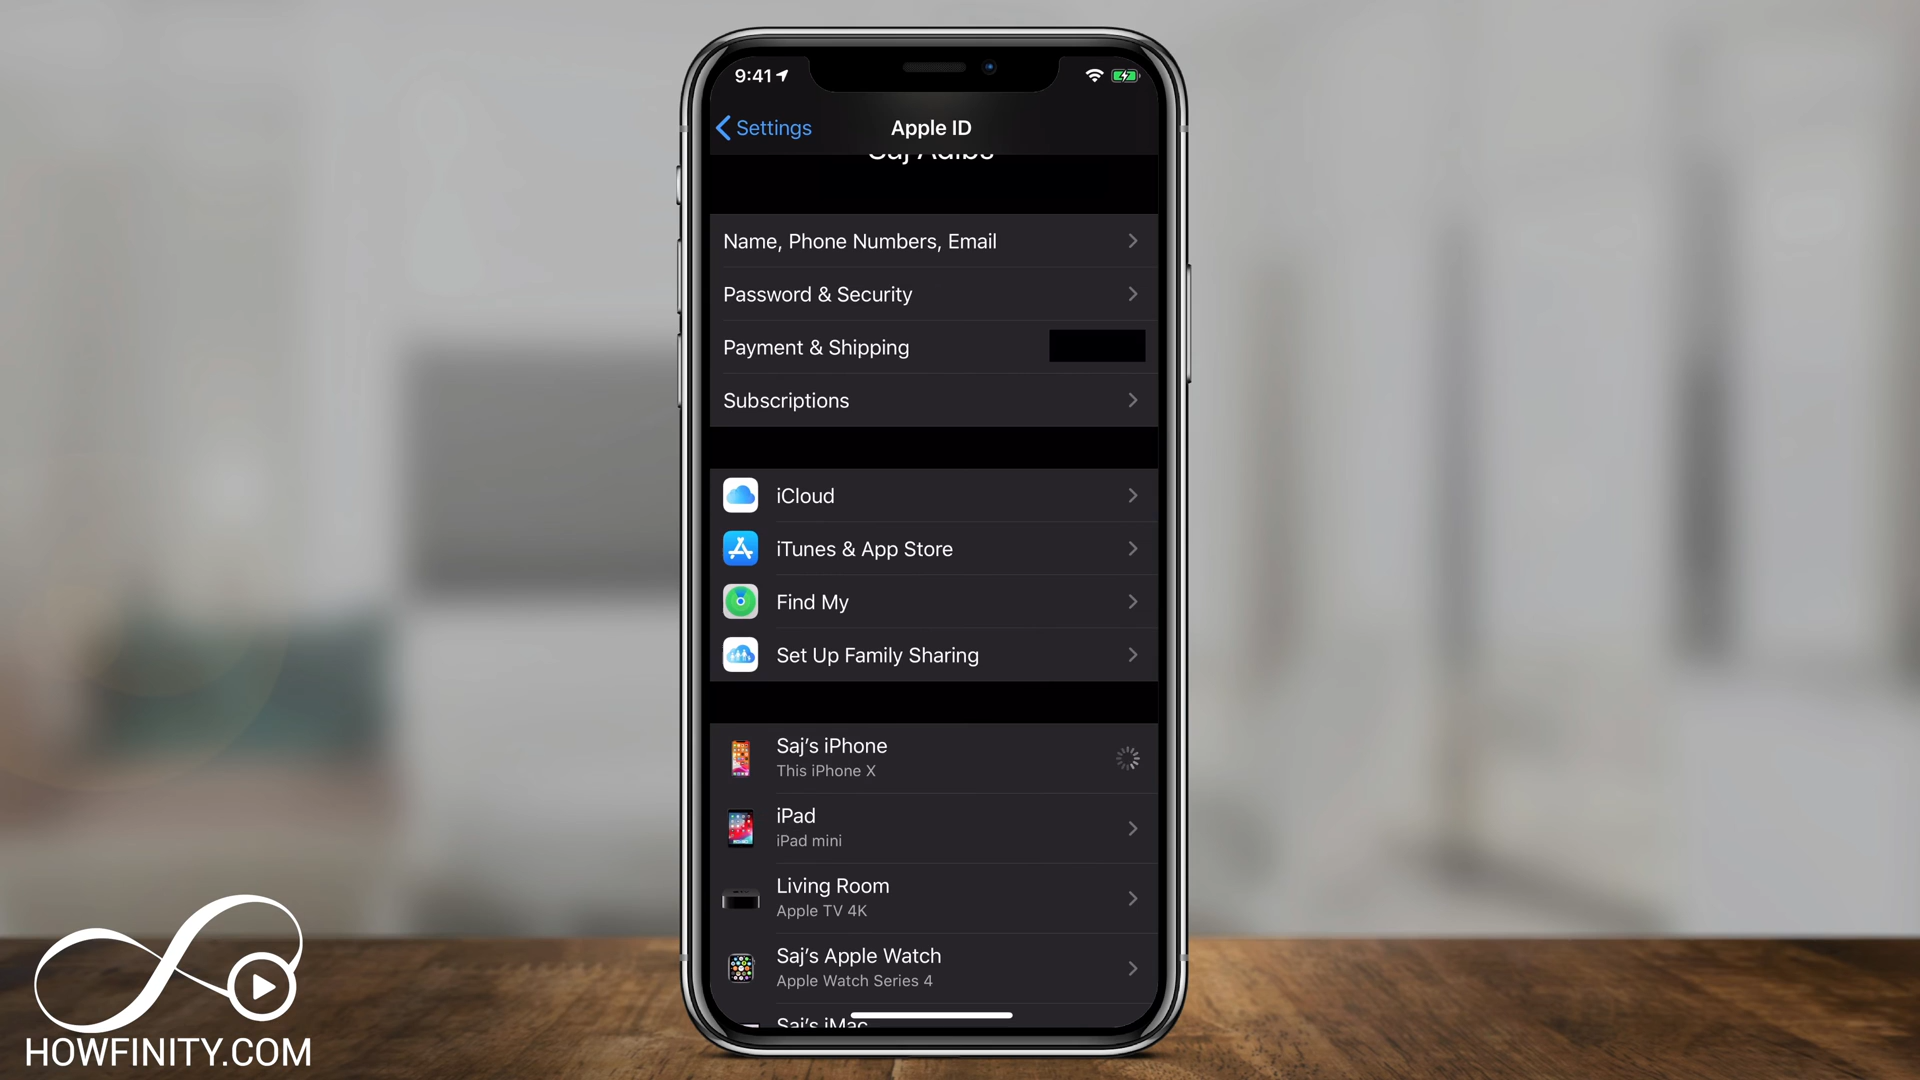 9:41
Settings
Apple ID
Saj Adibs
Name, Phone Numbers, Email
Password & Security
Payment & Shipping
Subscriptions
iCloud
iTunes & App Store
Find My
Set Up Family Sharing
Saj’s iPhone
This iPhone X
iPad
iPad mini
Living Room
Apple TV 4K
Saj’s Apple Watch
Apple Watch Series 4
Saj’s iMac
HOWFINITY.COM